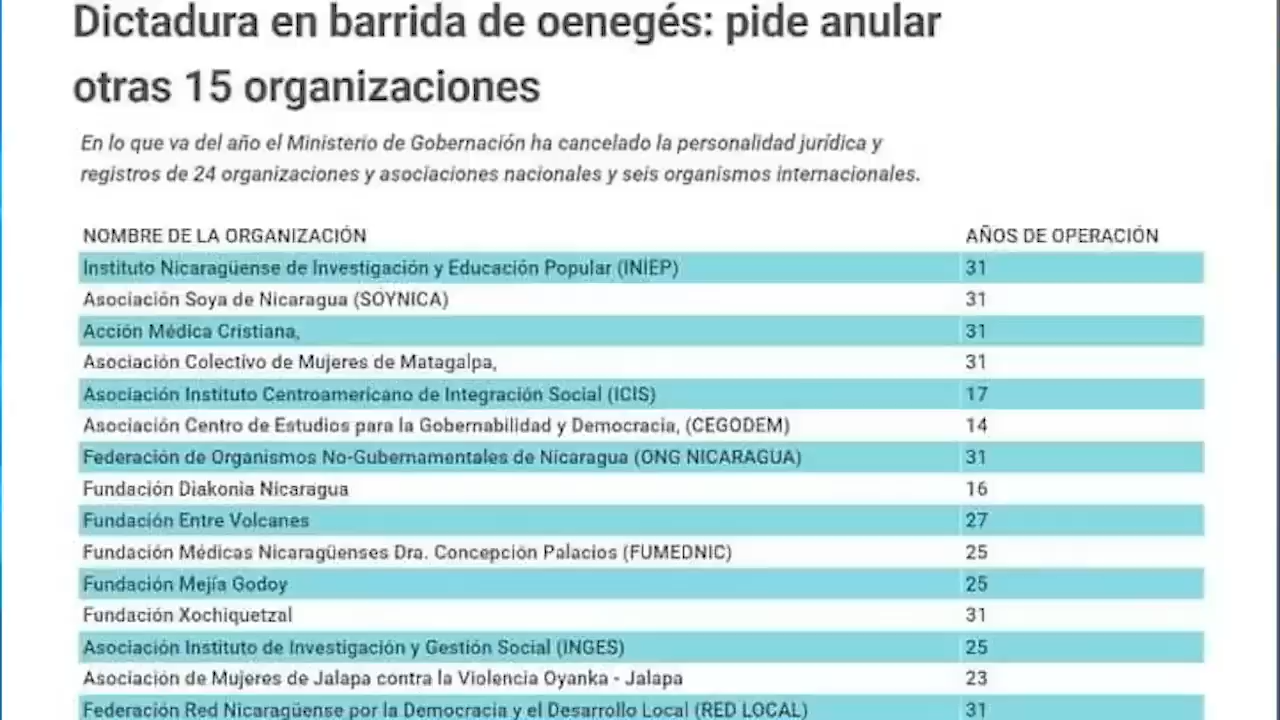 Dictadura en barrida de oenegés: pide anular
otras 15 organizaciones
En lo que va del año el Ministerio de Gobernación ha cancelado la personalidad jurídica y
registros de 24 organizaciones y asociaciones nacionales y seis organismos internacionales.
NOMBRE DE LA ORGANIZACIÓN AÑOS DE OPERACIÓN
Instituto Nicaragüense de Investigación y Educación Popular (INIEP) 31
Asociación Soya de Nicaragua (SOYNICA) 31
Acción Médica Cristiana, 31
Asociación Colectivo de Mujeres de Matagalpa, 31
Asociación Instituto Centroamericano de Integración Social (ICIS) 17
Asociación Centro de Estudios para la Gobernabilidad y Democracia, (CEGODEM) 14
Federación de Organismos No-Gubernamentales de Nicaragua (ONG NICARAGUA) 31
Fundación Diakonia Nicaragua 16
Fundación Entre Volcanes 27
Fundación Médicas Nicaragüenses Dra. Concepción Palacios (FUMEDNIC) 25
Fundación Mejía Godoy 25
Fundación Xochiquetzal 31
Asociación Instituto de Investigación y Gestión Social (INGES) 25
Asociación de Mujeres de Jalapa contra la Violencia Oyanka - Jalapa 23
Federación Red Nicaragüense por la Democracia y el Desarrollo Local (RED LOCAL) 31